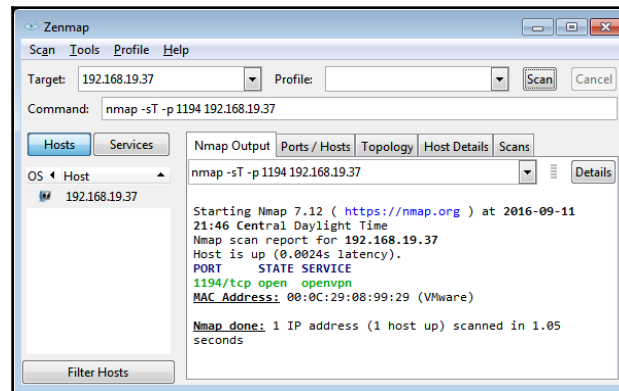 Zenmap
Scan Tools Profile Help
Target: 192.168.19.37 Profile: Scan Cancel
Command: nmap -sT -p 1194 192.168.19.37
Hosts Services
Nmap Output Ports / Hosts Topology Host Details Scans
OS Host
nmap -sT -p 1194 192.168.19.37 Details
192.168.19.37
Starting Nmap 7.12 ( https://nmap.org ) at 2016-09-11
21:46 Central Daylight Time
Nmap scan report for 192.168.19.37
Host is up (0.0024s latency).
PORT STATE SERVICE
1194/tcp open openvpn
MAC Address: 00:0C:29:08:99:29 (VMware)
Nmap done: 1 IP address (1 host up) scanned in 1.05
seconds
Filter Hosts